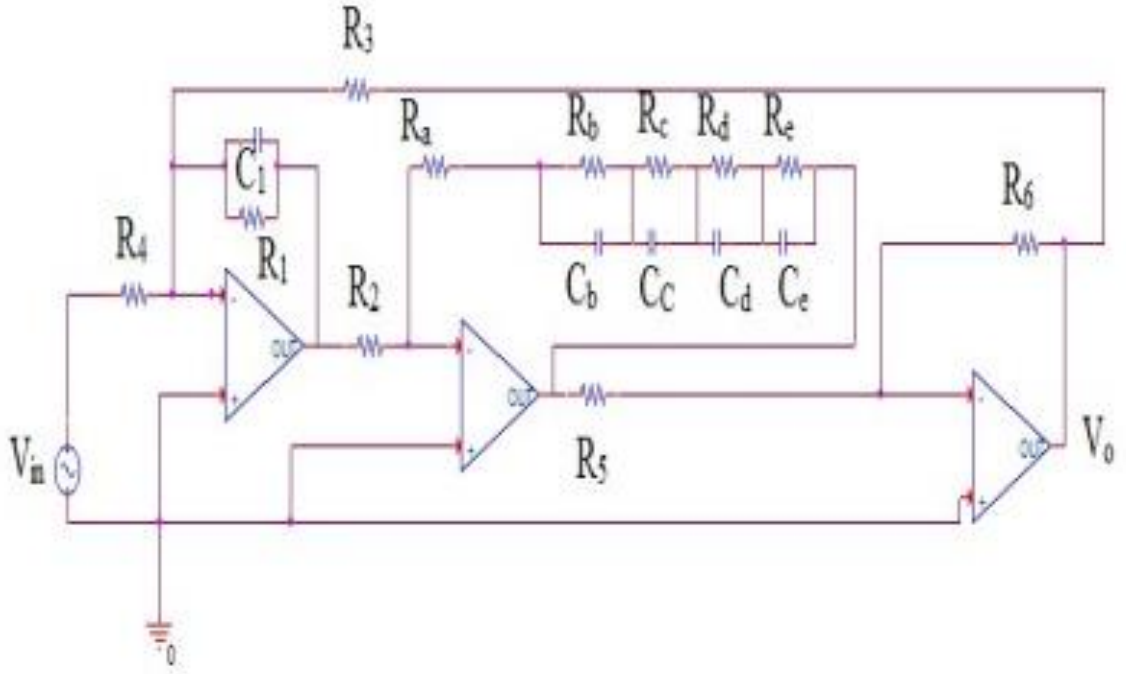 R3
Ra
Rb
Rc
Rd
Re
C1
R6
R4
R1
R2
Cb
CC
Cd
Ce
-
OUT
+
-
OUT
+
R5
-
OUT
+
Vin
Vo
0